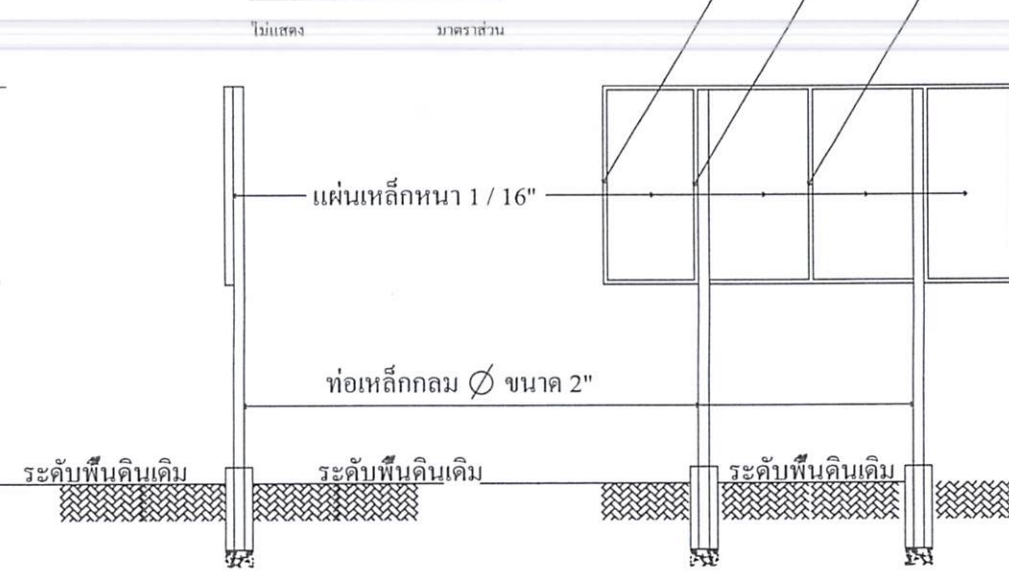 ไม่แสดง มาตราส่วน
แผ่นเหล็กหนา 1 / 16"
ท่อเหล็กกลม Ø ขนาด 2"
ระดับพื้นดินเดิม ระดับพื้นดินเดิม ระดับพื้นดินเดิม